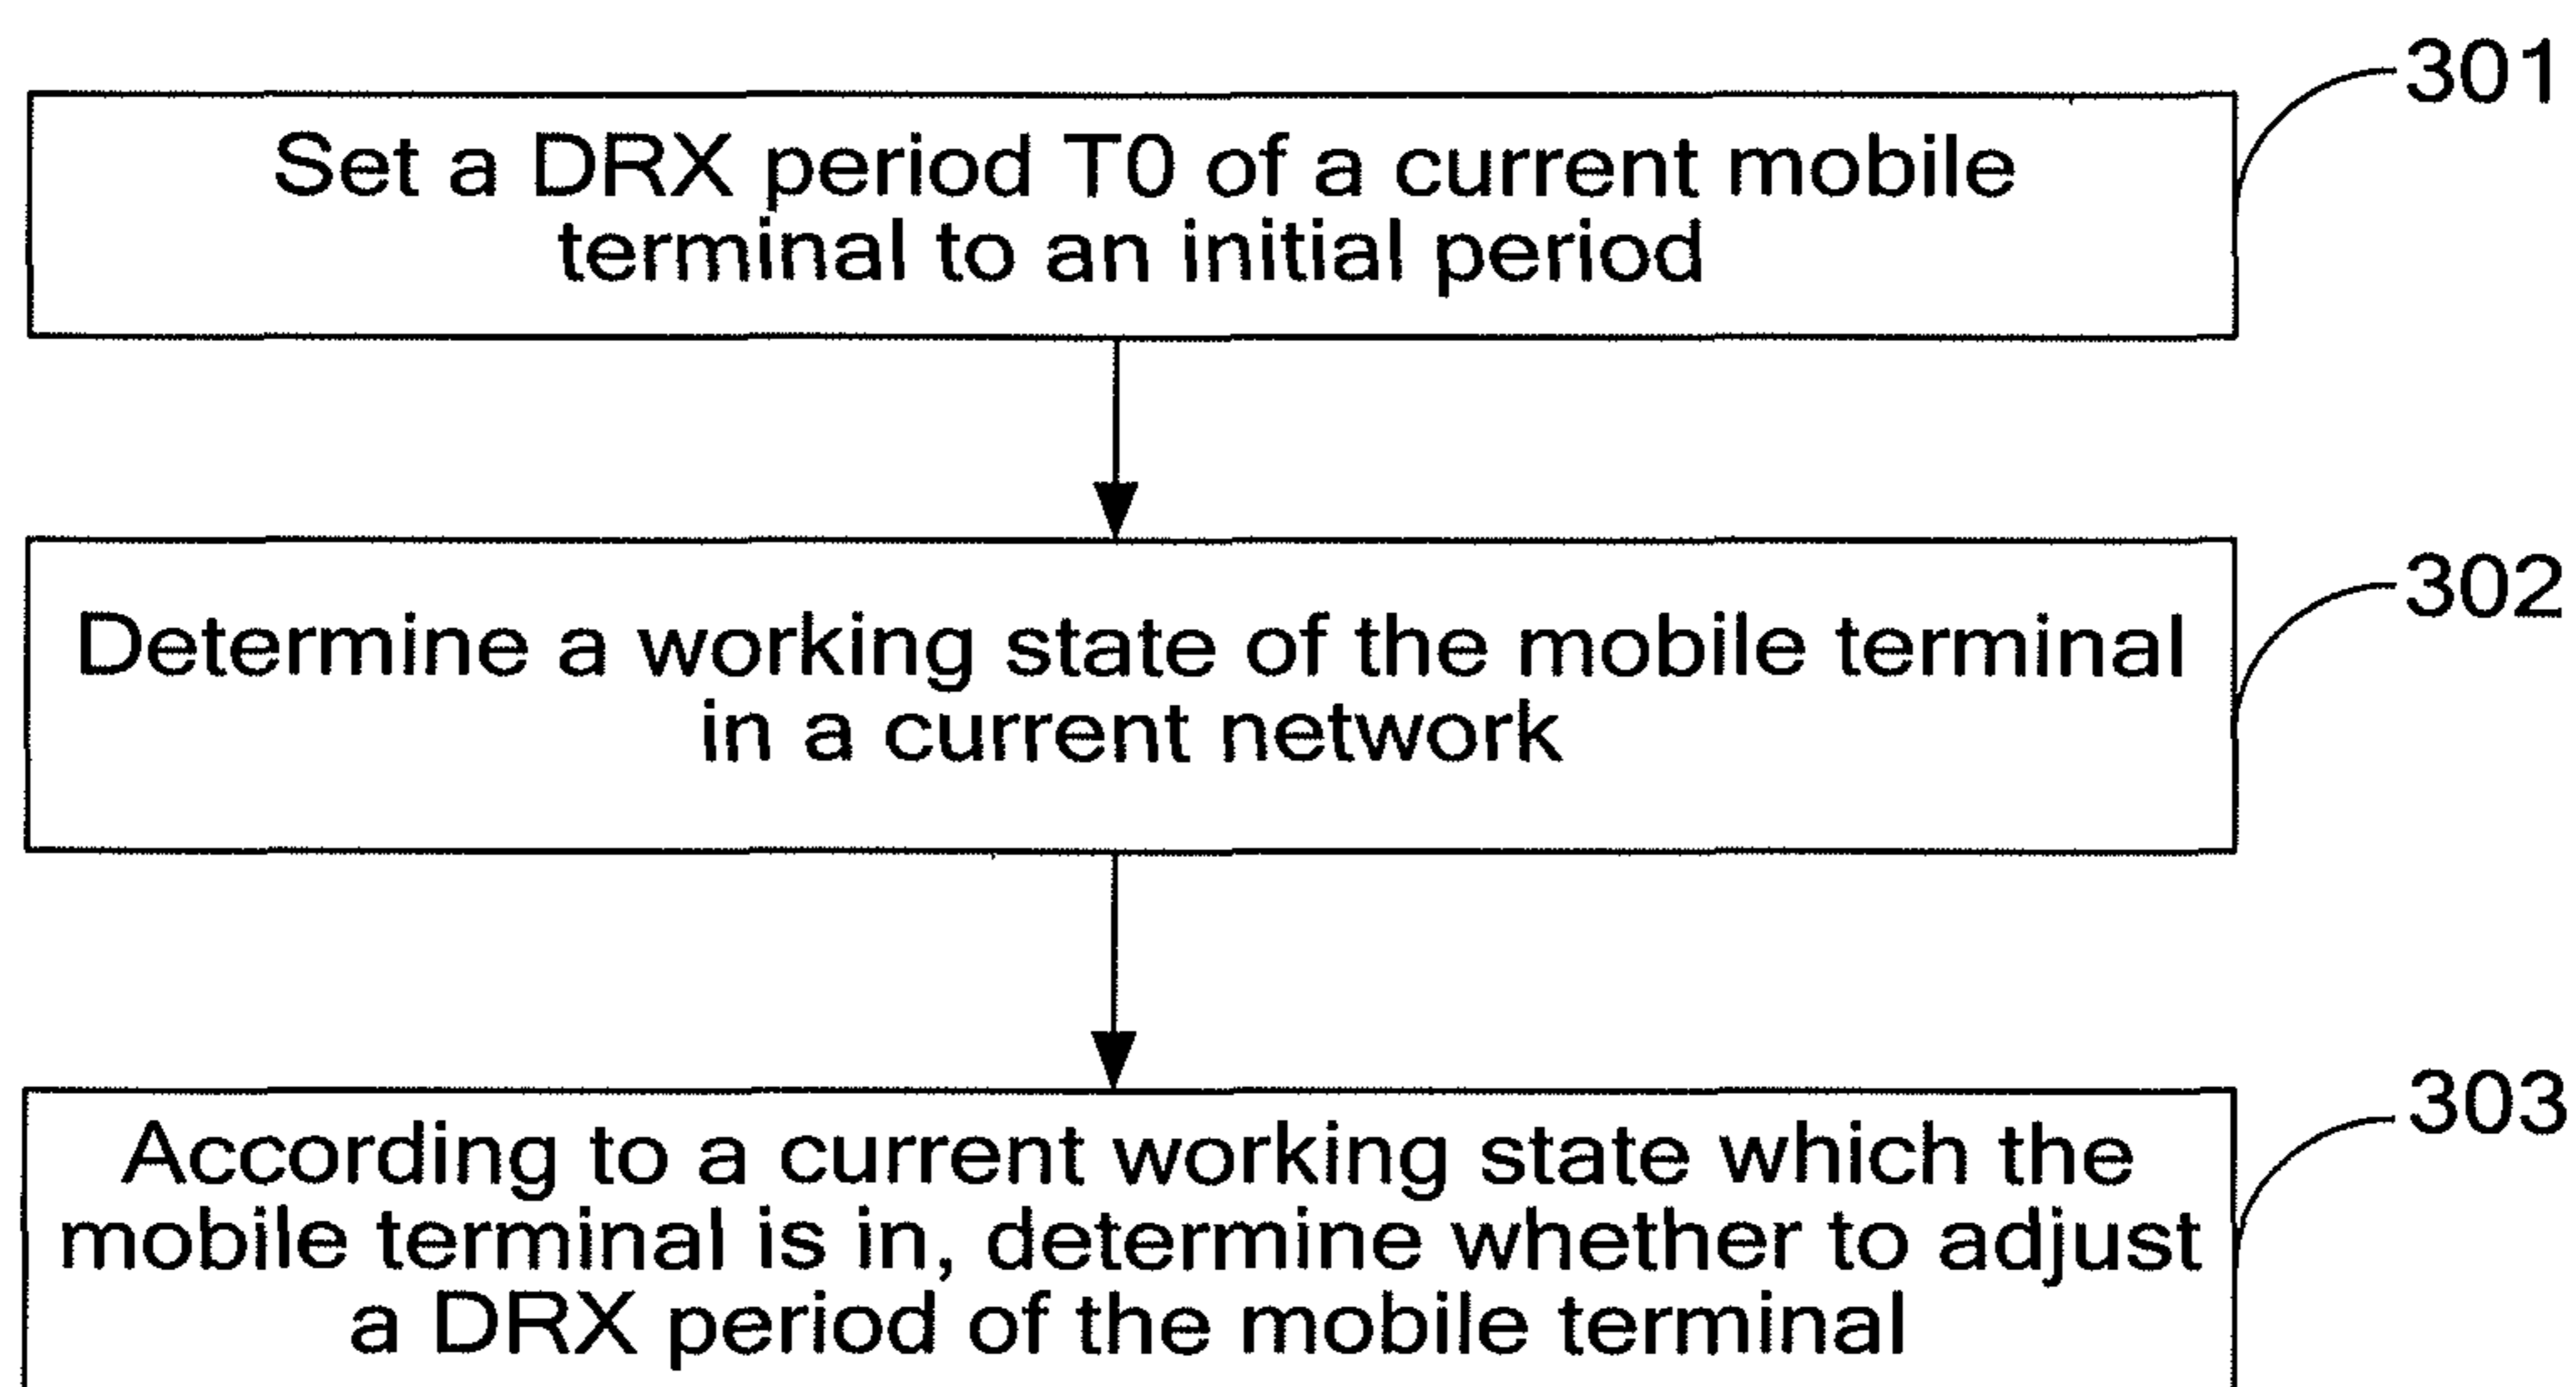 301
Set a DRX period T0 of a current mobile
terminal to an initial period
302
Determine a working state of the mobile terminal
in a current network
303
According to a current working state which the
mobile terminal is in, determine whether to adjust
a DRX period of the mobile terminal